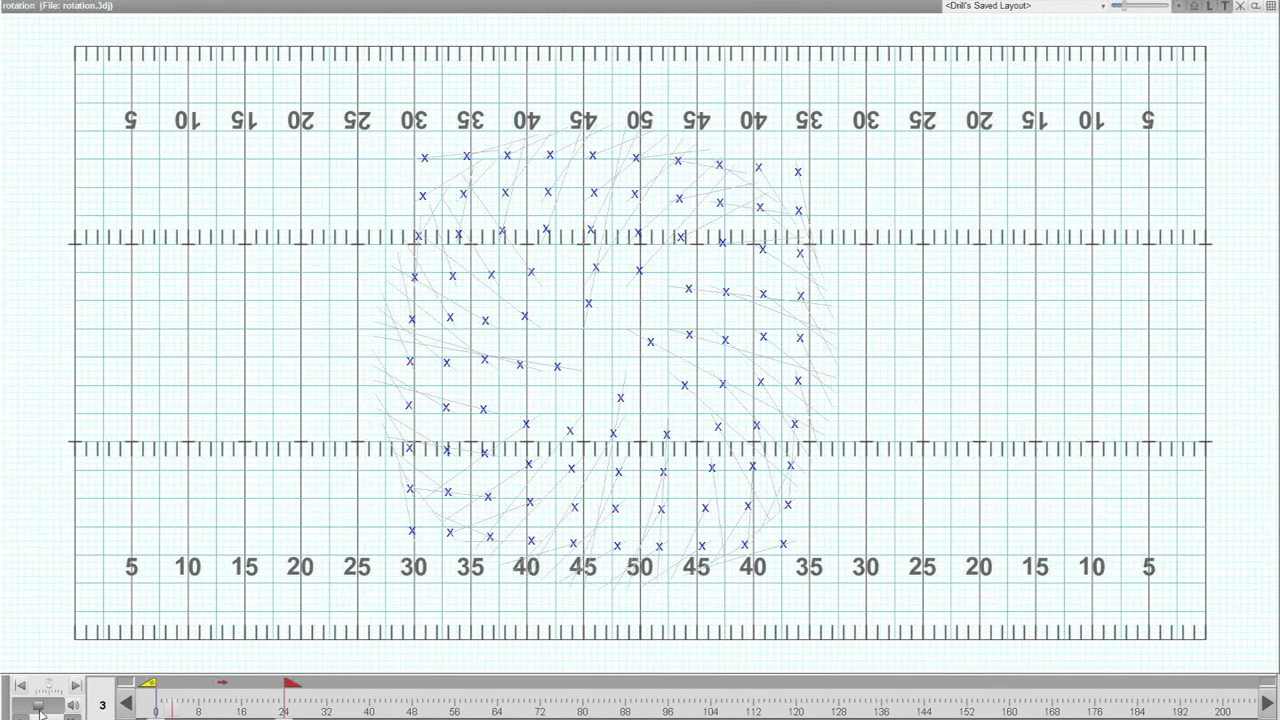 rotation (File: rotation.3dj)
<Drill's Saved Layout>
L T
5 10 15 20 25 30 35 40 45 50 45 40 35 30 25 20 15 10 5
5 10 15 20 25 30 35 40 45 50 45 40 35 30 25 20 15 10 5
3
0 8 16 24 32 40 48 56 64 72 80 88 96 104 112 120 128 136 144 152 160 168 176 184 192 200